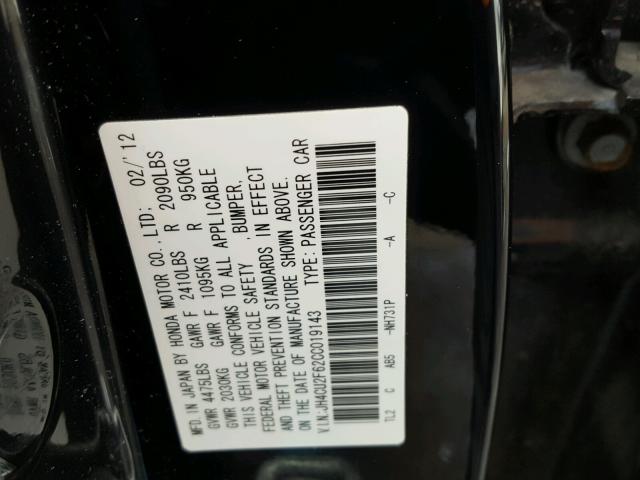 MFD. IN JAPAN BY HONDA MOTOR CO., LTD: 02/'12
GVWR 4475LBS GAWR F 2410LBS R 2090LBS
GVWR 2030KG GAWR F 1095KG R 950KG
THIS VEHICLE CONFORMS TO ALL APPLICABLE
FEDERAL MOTOR VEHICLE SAFETY , BUMPER,
AND THEFT PREVENTION STANDARDS IN EFFECT
ON THE DATE OF MANUFACTURE SHOWN ABOVE.
V.I.N.:JH4CU2F62CC019143 TYPE: PASSENGER CAR
TL2 C AB5 -NH731P -A -C